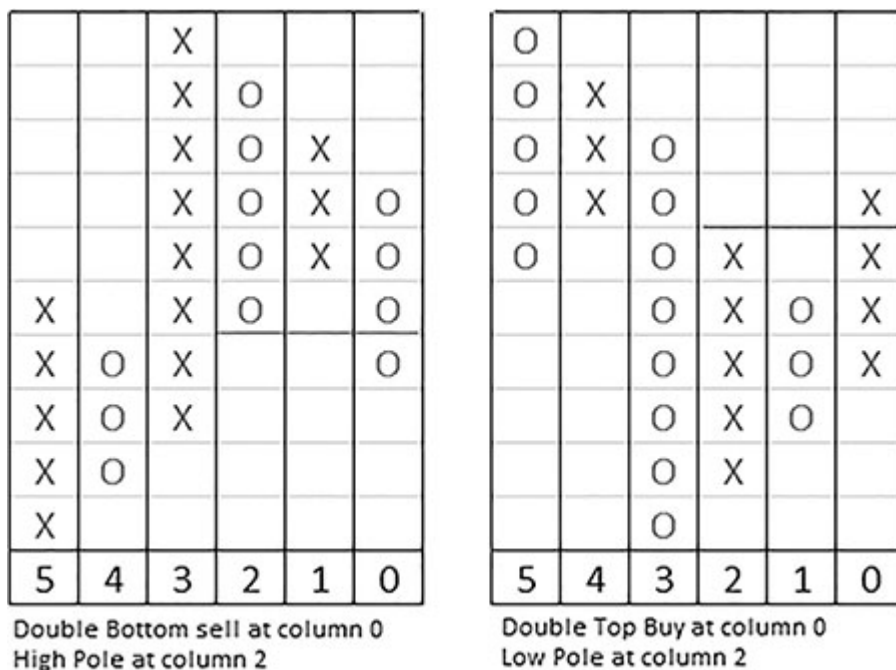 X
X O
X O X
X O X O
X O X O
X X O O
X O X O
X O X
X O
X
5 4 3 2 1 0
Double Bottom sell at column 0
High Pole at column 2
O
O X
O X O
O X O X
O O X X
O X O X
O X O X
O X O
O X
O
5 4 3 2 1 0
Double Top Buy at column 0
Low Pole at column 2